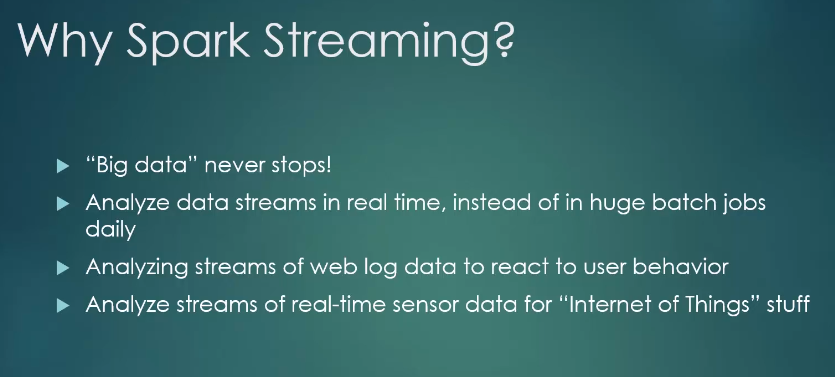 Why Spark Streaming?
“Big data” never stops!
Analyze data streams in real time, instead of in huge batch jobs
daily
Analyzing streams of web log data to react to user behavior
Analyze streams of real-time sensor data for “Internet of Things” stuff